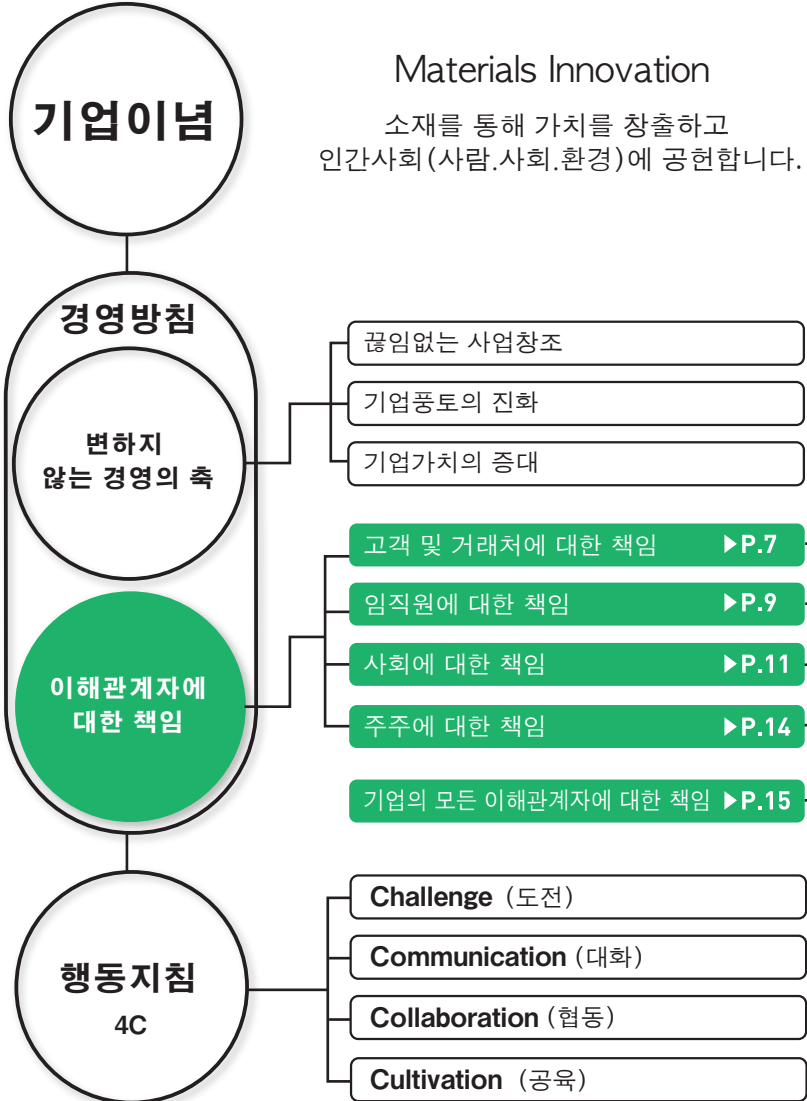 기업이념
Materials Innovation
소재를 통해 가치를 창출하고
인간사회(사람.사회.환경)에 공헌합니다.
경영방침
변하지
않는 경영의 축
끊임없는 사업창조
기업풍토의 진화
기업가치의 증대
이해관계자에
대한 책임
고객 및 거래처에 대한 책임 ▶P.7
임직원에 대한 책임 ▶P.9
사회에 대한 책임 ▶P.11
주주에 대한 책임 ▶P.14
기업의 모든 이해관계자에 대한 책임 ▶P.15
행동지침
4C
Challenge (도전)
Communication (대화)
Collaboration (협동)
Cultivation (공육)